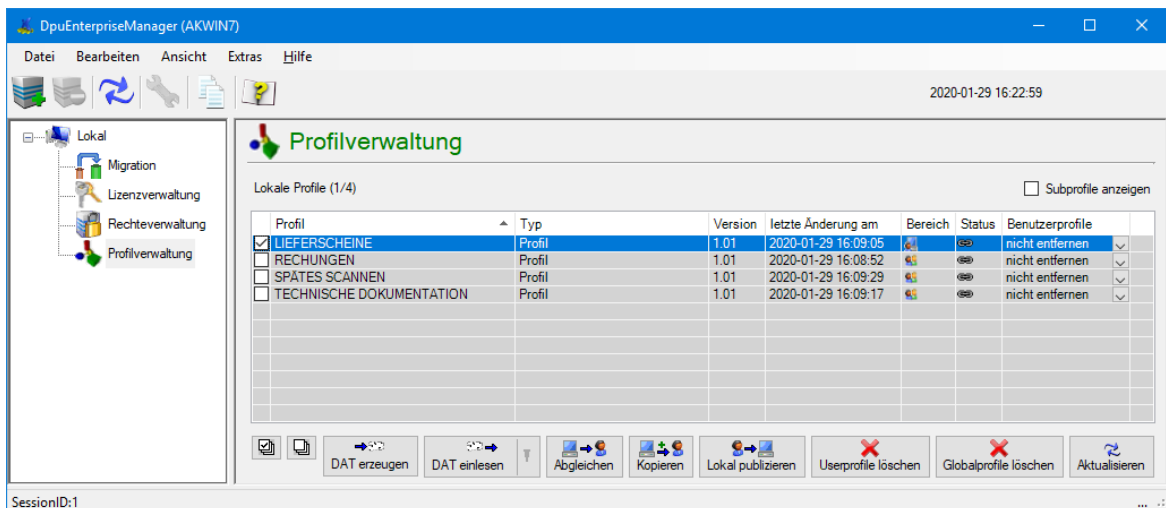 DpuEnterpriseManager (AKWIN7)
Datei Bearbeiten Ansicht Extras Hilfe
2020-01-29 16:22:59
Lokal
Migration
Lizenzverwaltung
Rechteverwaltung
Profilverwaltung
Profilverwaltung
Lokale Profile (1/4)
Subprofile anzeigen
Profil Typ Version letzte Änderung am Bereich Status Benutzerprofile
LIEFERSCHEINE Profil 1.01 2020-01-29 16:09:05 nicht entfernen
RECHUNGEN Profil 1.01 2020-01-29 16:08:52 nicht entfernen
SPÄTES SCANNEN Profil 1.01 2020-01-29 16:09:29 nicht entfernen
TECHNISCHE DOKUMENTATION Profil 1.01 2020-01-29 16:09:17 nicht entfernen
DAT erzeugen DAT einlesen Abgleichen Kopieren Lokal publizieren Userprofile löschen Globalprofile löschen Aktualisieren
SessionID:1 ...